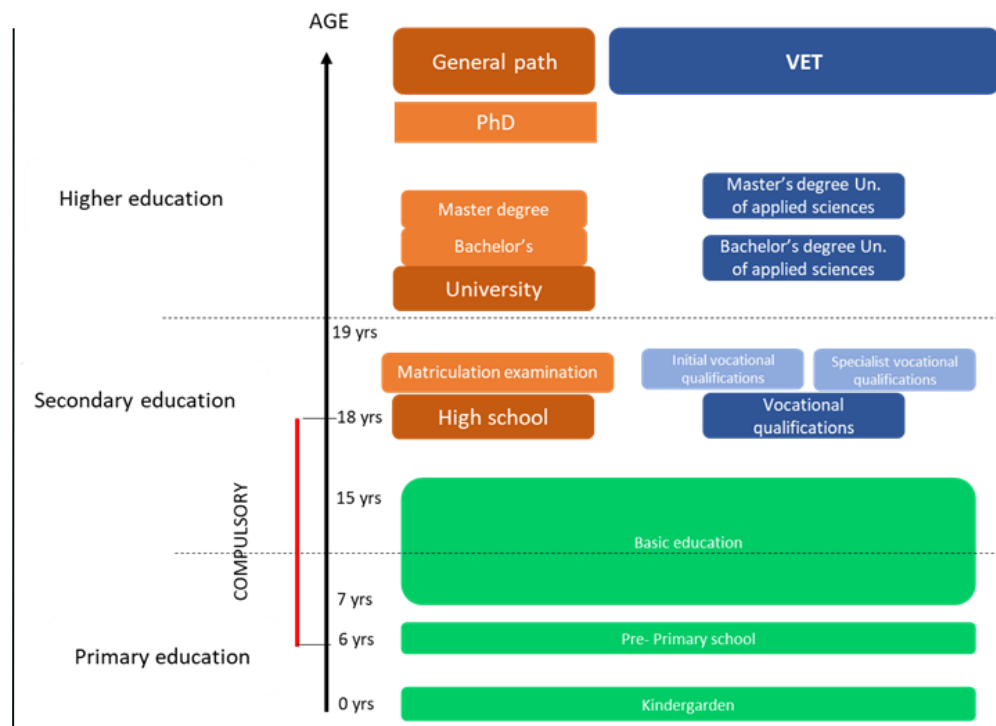 AGE
General path
VET
PhD
Higher education
Master degree
Master's degree Un.
of applied sciences
Bachelor's
Bachelor's degree Un.
of applied sciences
University
19 yrs
Secondary education
Matriculation examination
Initial vocational
qualifications
Specialist vocational
qualifications
18 yrs
High school
Vocational
qualifications
COMPULSORY
15 yrs
Basic education
7 yrs
Primary education
6 yrs
Pre- Primary school
0 yrs
Kindergarden